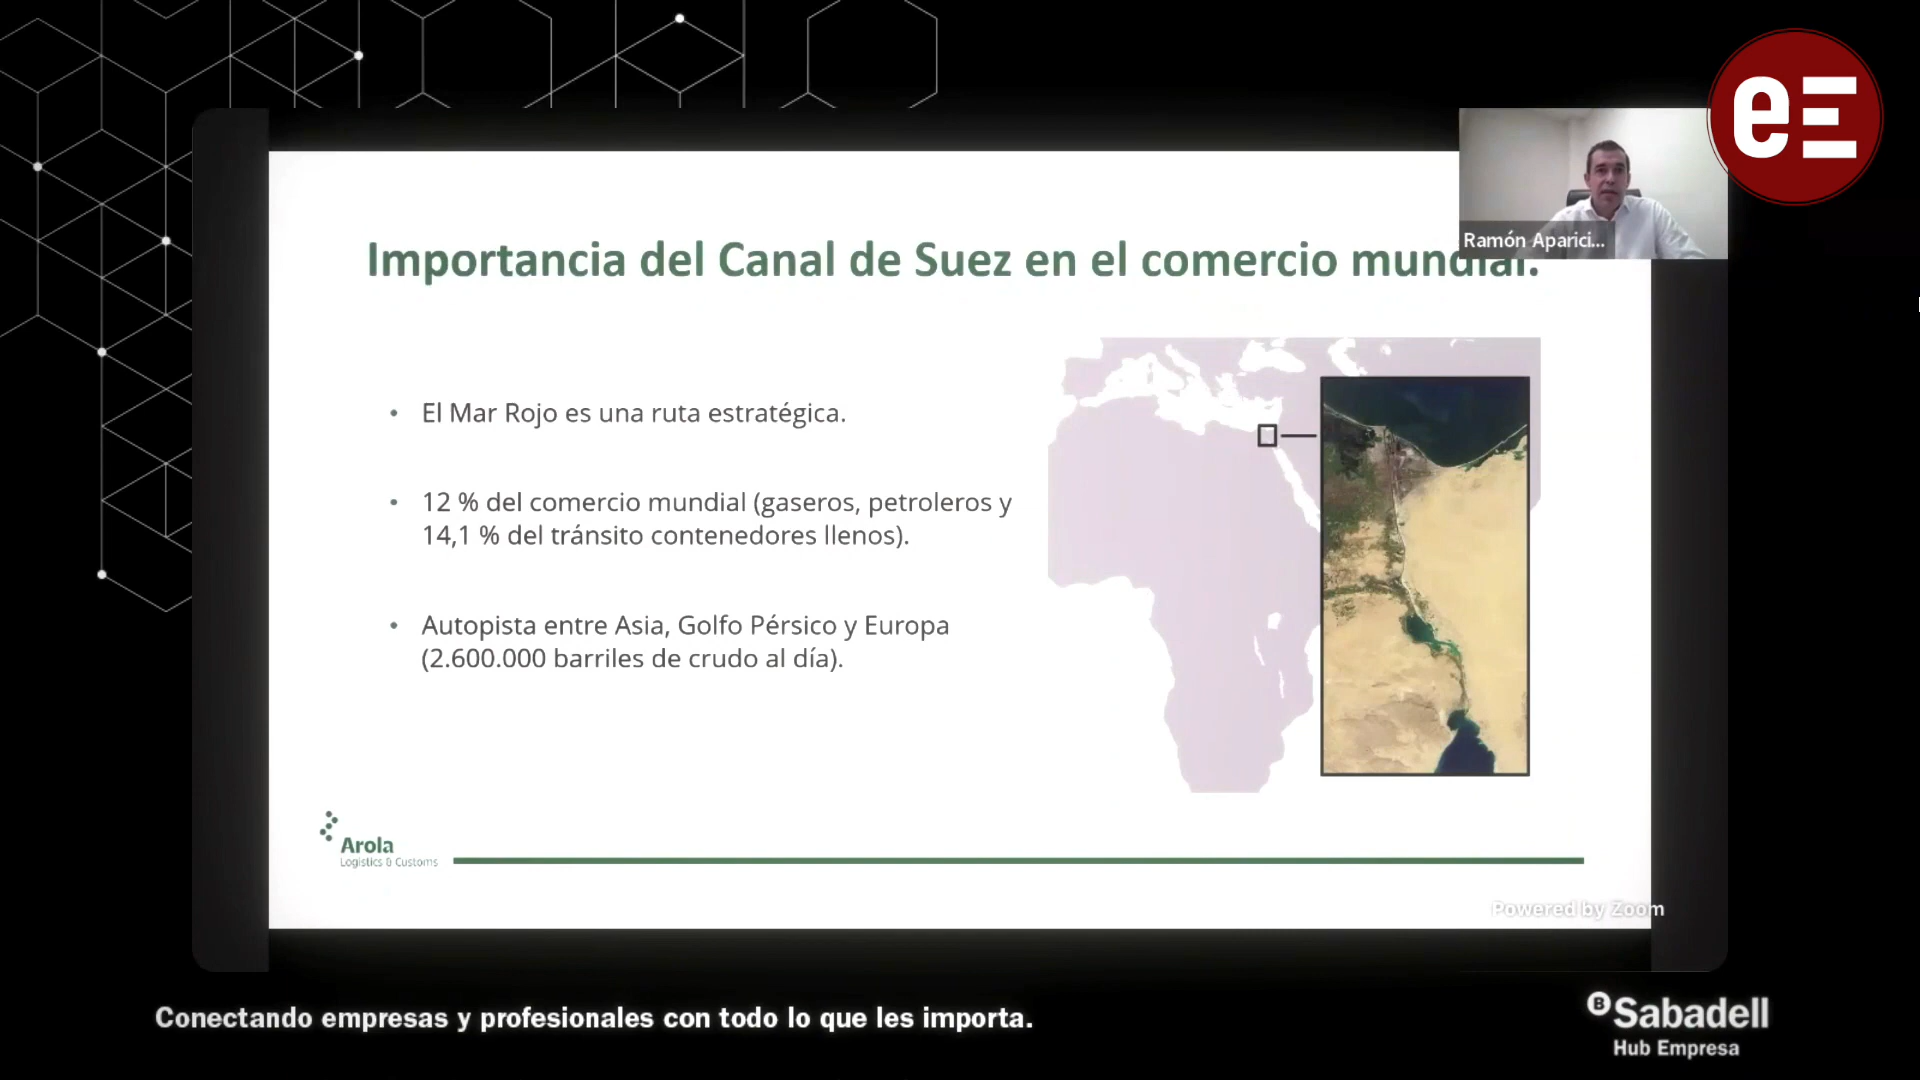 eE
Ramón Aparici...
Importancia del Canal de Suez en el comercio mundial.
• El Mar Rojo es una ruta estratégica.
• 12 % del comercio mundial (gaseros, petroleros y
14,1 % del tránsito contenedores llenos).
• Autopista entre Asia, Golfo Pérsico y Europa
(2.600.000 barriles de crudo al día).
Arola
Logistics & Customs
Powered by Zoom
Conectando empresas y profesionales con todo lo que les importa.
B Sabadell
Hub Empresa